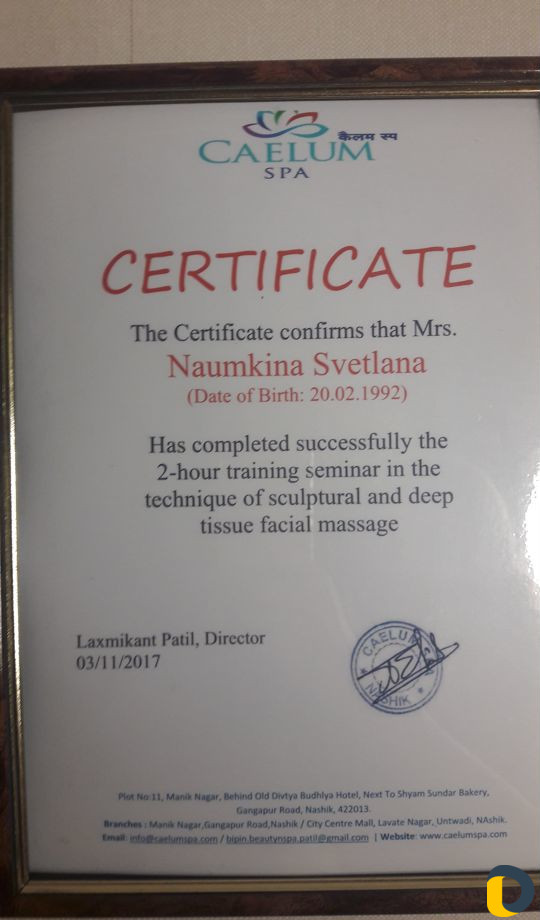 कैलम स्प
CAELUM
SPA
CERTIFICATE
The Certificate confirms that Mrs.
Naumkina Svetlana
(Date of Birth: 20.02.1992)
Has completed successfully the
2-hour training seminar in the
technique of sculptural and deep
tissue facial massage
Laxmikant Patil, Director
03/11/2017
CAELUM
NASHIK
Plot No:11, Manik Nagar, Behind Old Divtya Budhlya Hotel, Next To Shyam Sundar Bakery,
Gangapur Road, Nashik, 422013.
Branches : Manik Nagar,Gangapur Road,Nashik / City Centre Mall, Lavate Nagar, Untwadi, NAshik.
Email: info@caelumspa.com / bipin.beautynspa.patil@gmail.com | Website: www.caelumspa.com